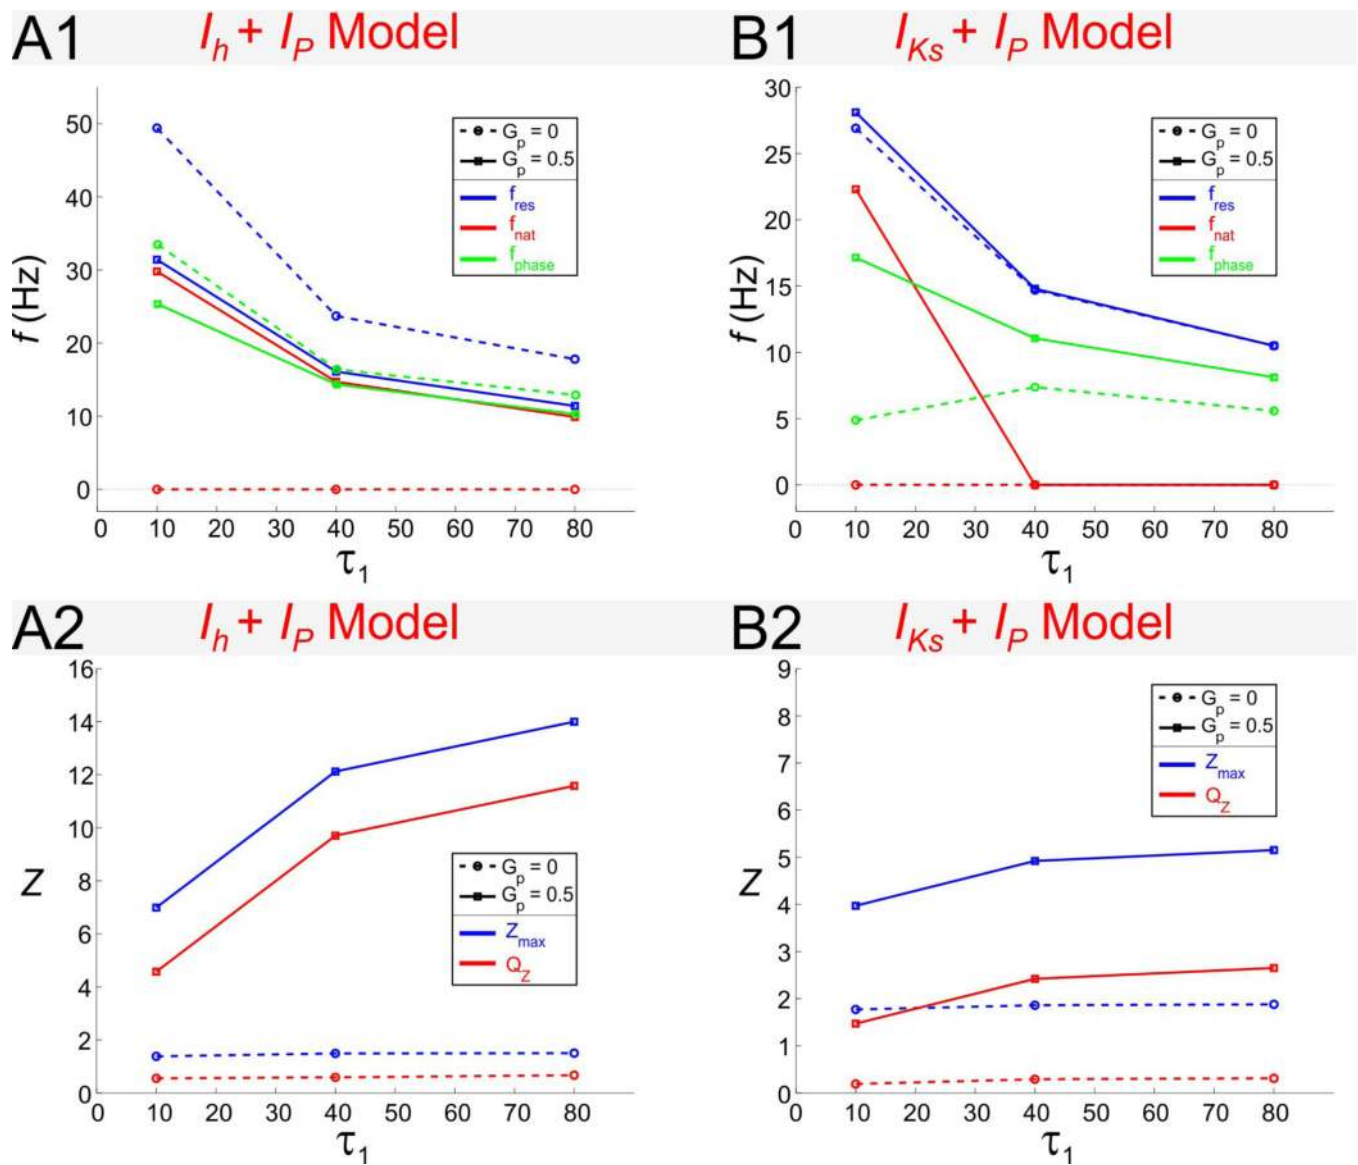 A1 I_h + I_P Model
50
40
30
20
10
0
f (Hz)
G_p = 0
G_p = 0.5
f_res
f_nat
f_phase
0 10 20 30 40 50 60 70 80
τ_1
B1 I_Ks + I_P Model
30
25
20
15
10
5
0
f (Hz)
G_p = 0
G_p = 0.5
f_res
f_nat
f_phase
0 10 20 30 40 50 60 70 80
τ_1
A2 I_h + I_P Model
16
14
12
10
8
6
4
2
0
Z
G_p = 0
G_p = 0.5
Z_max
Q_Z
0 10 20 30 40 50 60 70 80
τ_1
B2 I_Ks + I_P Model
9
8
7
6
5
4
3
2
1
0
Z
G_p = 0
G_p = 0.5
Z_max
Q_Z
0 10 20 30 40 50 60 70 80
τ_1